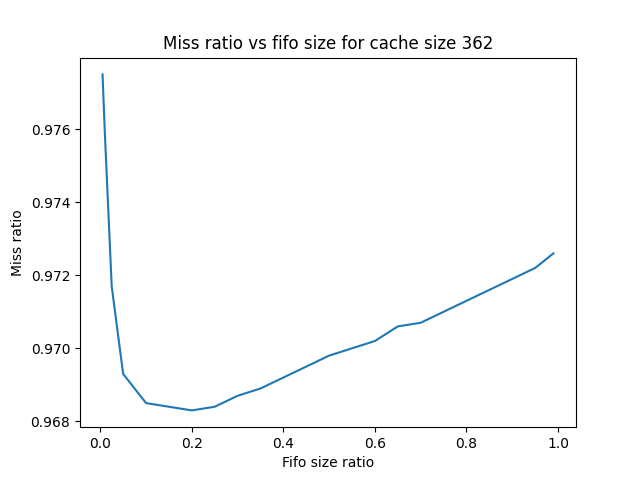 Miss ratio vs fifo size for cache size 362
Miss ratio
0.976
0.974
0.972
0.970
0.968
0.0 0.2 0.4 0.6 0.8 1.0
Fifo size ratio